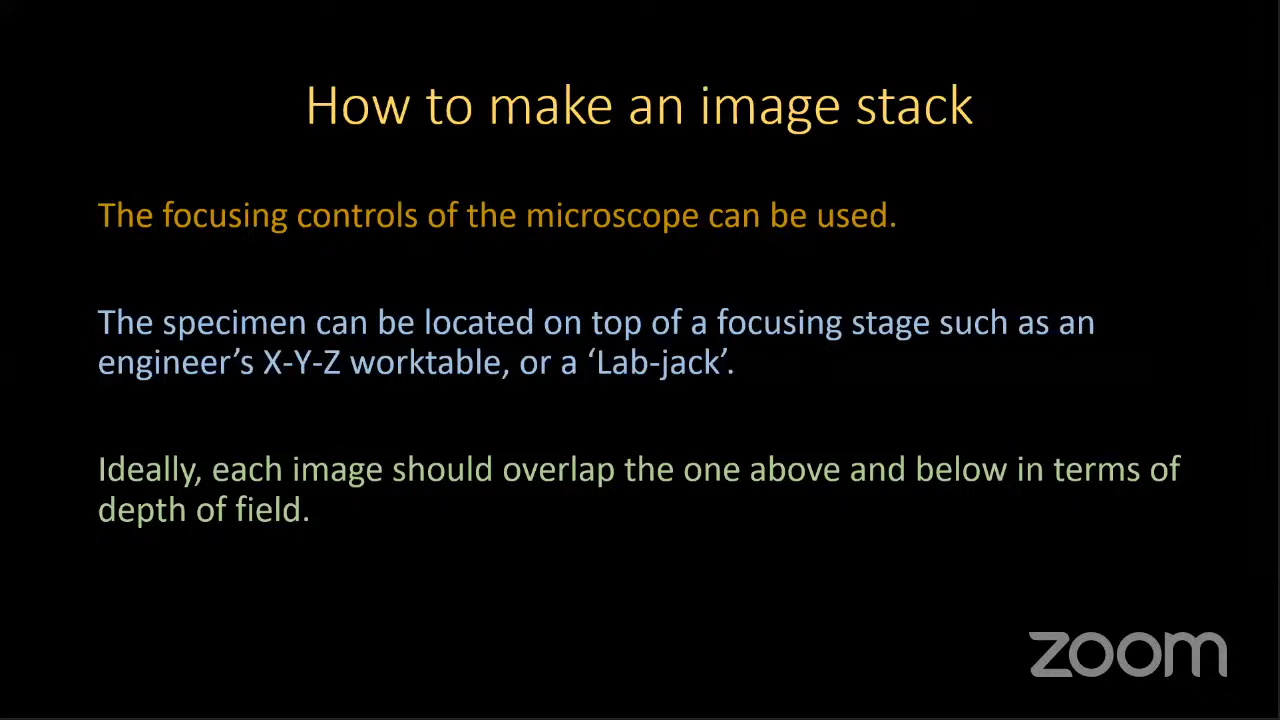 How to make an image stack
The focusing controls of the microscope can be used.
The specimen can be located on top of a focusing stage such as an
engineer’s X-Y-Z worktable, or a ‘Lab-jack’.
Ideally, each image should overlap the one above and below in terms of
depth of field.
zoom